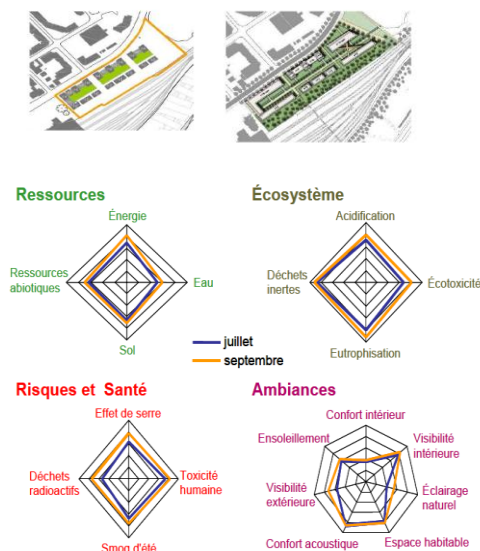 Ressources
Énergie
Ressources
abiotiques
Eau
Sol
Écosystème
Acidification
Déchets
inertes
Écotoxicité
Eutrophisation
juillet
septembre
Risques et Santé
Effet de serre
Déchets
radioactifs
Toxicité
humaine
Smog d'été
Ambiances
Confort intérieur
Ensoleillement
Visibilité
intérieure
Visibilité
extérieure
Éclairage
naturel
Confort acoustique
Espace habitable